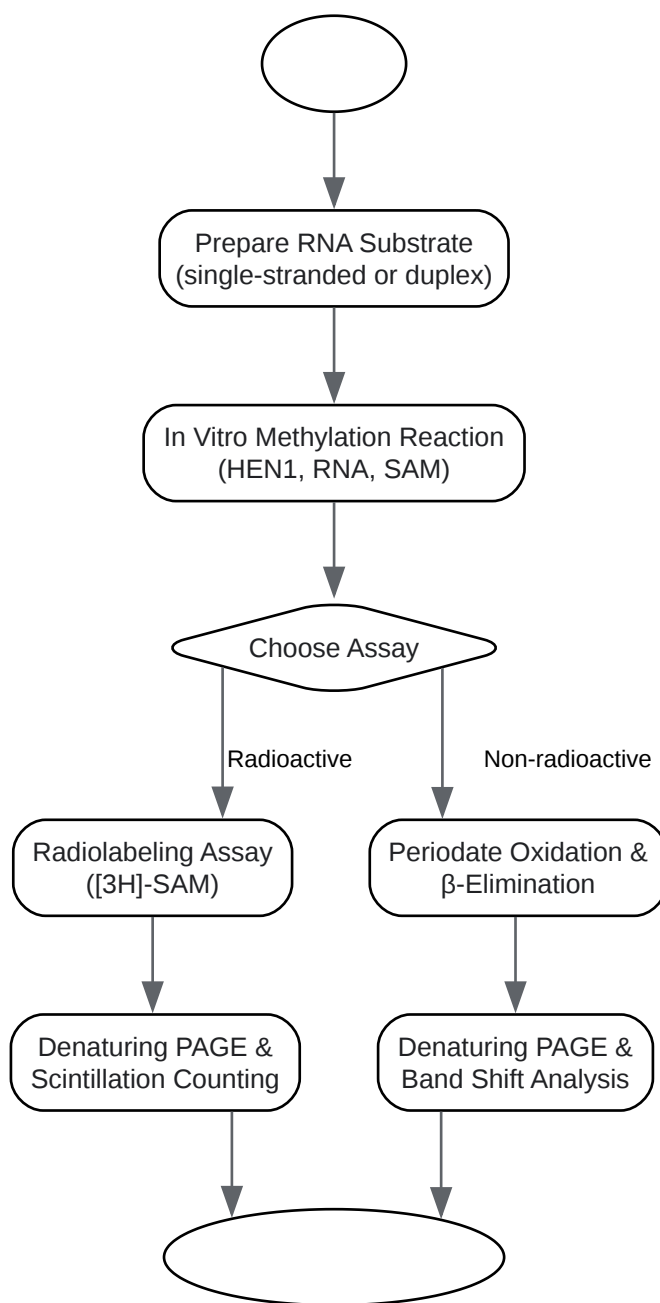 Prepare RNA Substrate
(single-stranded or duplex)
In Vitro Methylation Reaction
(HEN1, RNA, SAM)
Choose Assay
Radioactive
Non-radioactive
Radiolabeling Assay
([3H]-SAM)
Periodate Oxidation &
β-Elimination
Denaturing PAGE &
Scintillation Counting
Denaturing PAGE &
Band Shift Analysis